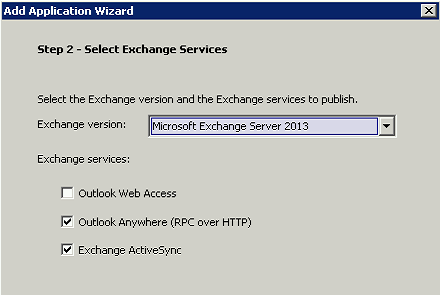 Add Application Wizard
Step 2 - Select Exchange Services
Select the Exchange version and the Exchange services to publish.
Exchange version: Microsoft Exchange Server 2013
Exchange services:
Outlook Web Access
Outlook Anywhere (RPC over HTTP)
Exchange ActiveSync